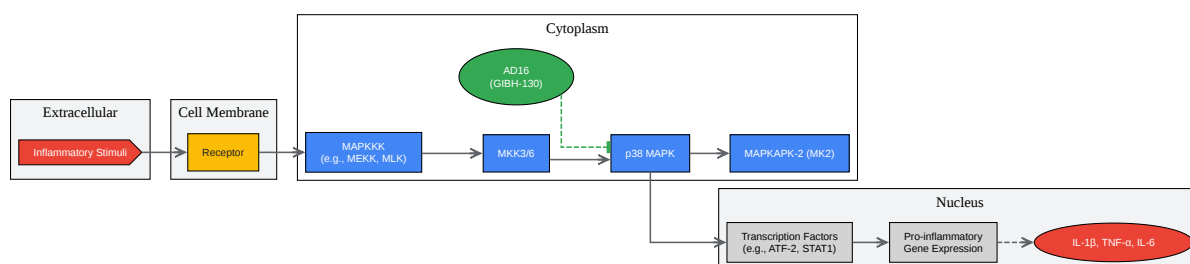 Cytoplasm
AD16
(GIBH-130)
Extracellular
Cell Membrane
Inflammatory Stimuli
Receptor
MAPKKK
(e.g., MEKK, MLK)
MKK3/6
p38 MAPK
MAPKAPK-2 (MK2)
Nucleus
Transcription Factors
(e.g., ATF-2, STAT1)
Pro-inflammatory
Gene Expression
IL-1β, TNF-α, IL-6